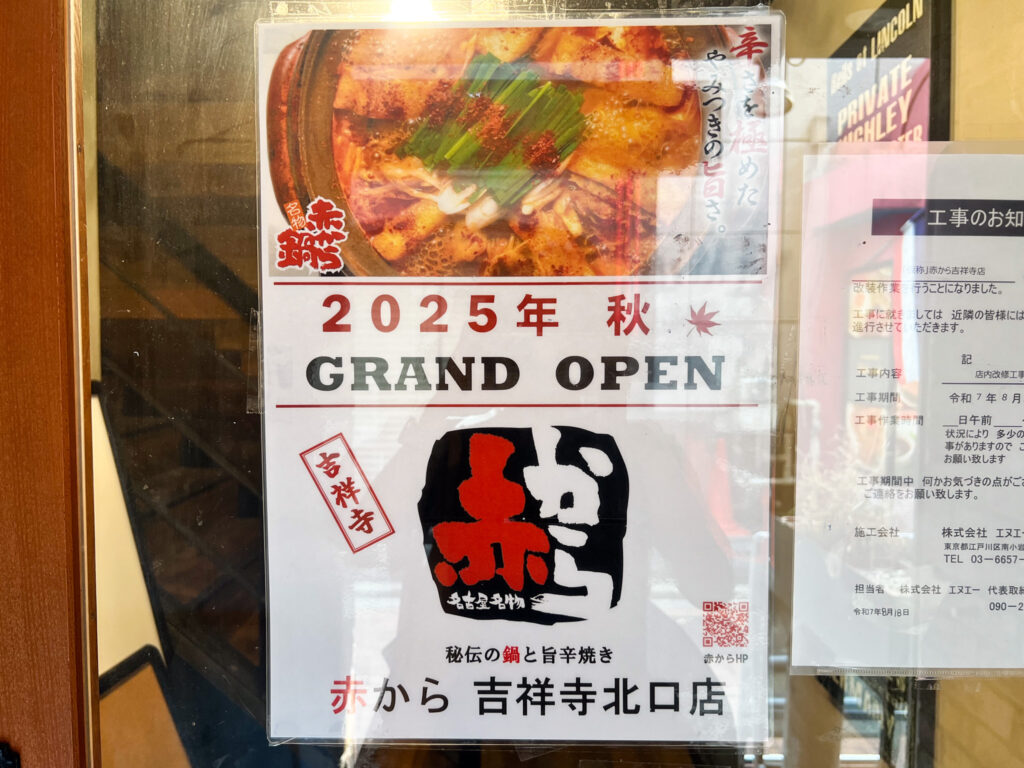 辛さを極めた
やみつきの旨さ。
名物
赤から鍋
2025年 秋
GRAND OPEN
吉祥寺
赤から
名古屋名物
秘伝の鍋と旨辛焼き
赤からHP
赤から 吉祥寺北口店
LINCOLN
PRIVATE
工事のお知
称」赤から吉祥寺店
改装作業を行うことになりました。
工事に就きましては 近隣の皆様には
進行させていただきます。
記
工事内容 店内改修工事
工事期間 令和 7 年 8 月
工事作業時間 日午前
状況により 多少の
事がありますので
お願い致します
工事期間中 何かお気づきの点がござ
ご連絡をお願い致します。
施工会社 株式会社 エヌエー
東京都江戸川区南小岩
TEL 03-6657-
担当者 株式会社 エヌエー 代表取締
090-2
令和7年8月18日